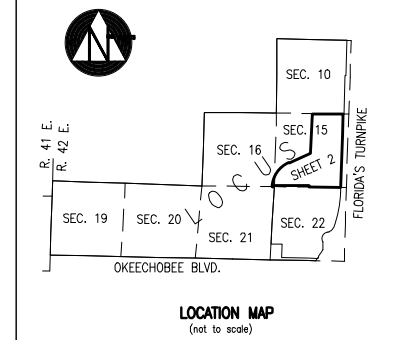 SEC. 10
R. 41 E.
R. 42 E.
SEC. 16
SEC. 15
SHEET 2
FLORIDA'S TURNPIKE
LOCUS
SEC. 19
SEC. 20
SEC. 21
SEC. 22
OKEECHOBEE BLVD.
LOCATION MAP
(not to scale)